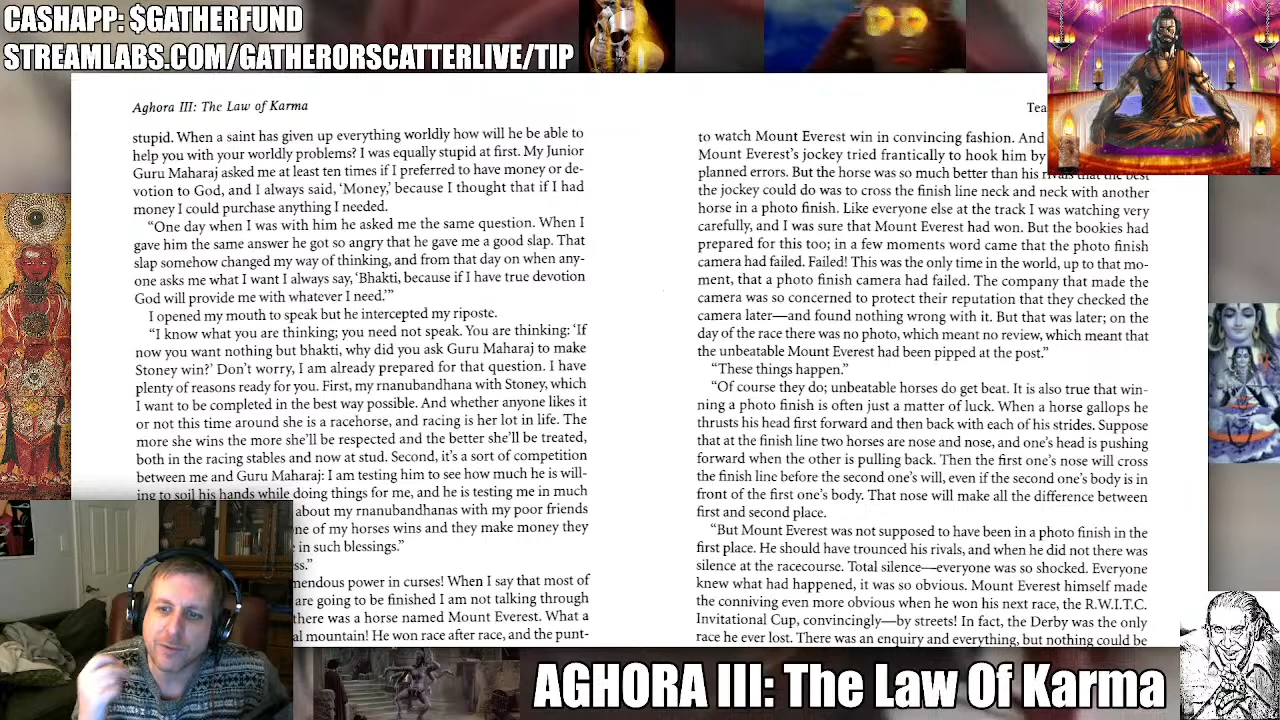 CASHAPP: $GATHERFUND
STREAMLABS.COM/GATHERORSCATTERLIVE/TIP
Aghora III: The Law of Karma
stupid. When a saint has given up everything worldly how will he be able to
help you with your worldly problems? I was equally stupid at first. My Junior
Guru Maharaj asked me at least ten times if I preferred to have money or de-
votion to God, and I always said, ‘Money,’ because I thought that if I had
money I could purchase anything I needed.
“One day when I was with him he asked me the same question. When I
gave him the same answer he got so angry that he gave me a good slap. That
slap somehow changed my way of thinking, and from that day on when any-
one asks me what I want I always say, ‘Bhakti, because if I have true devotion
God will provide me with whatever I need.’”
I opened my mouth to speak but he intercepted my riposte.
“I know what you are thinking; you need not speak. You are thinking: ‘If
now you want nothing but bhakti, why did you ask Guru Maharaj to make
Stoney win?’ Don’t worry, I am already prepared for that question. I have
plenty of reasons ready for you. First, my rnanubandhana with Stoney, which
I want to be completed in the best way possible. And whether anyone likes it
or not this time around she is a racehorse, and racing is her lot in life. The
more she wins the more she’ll be respected and the better she’ll be treated,
both in the racing stables and now at stud. Second, it’s a sort of competition
between me and Guru Maharaj: I am testing him to see how much he is will-
ing to soil his hands while doing things for me, and he is testing me in much
about my rnanubandhanas with my poor friends
ne of my horses wins and they make money they
in such blessings.”
ss.”
mendous power in curses! When I say that most of
are going to be finished I am not talking through
there was a horse named Mount Everest. What a
al mountain! He won race after race, and the punt-
Tea
to watch Mount Everest win in convincing fashion. And
Mount Everest’s jockey tried frantically to hook him by
planned errors. But the horse was so much better than his rivals that the best
the jockey could do was to cross the finish line neck and neck with another
horse in a photo finish. Like everyone else at the track I was watching very
carefully, and I was sure that Mount Everest had won. But the bookies had
prepared for this too; in a few moments word came that the photo finish
camera had failed. Failed! This was the only time in the world, up to that mo-
ment, that a photo finish camera had failed. The company that made the
camera was so concerned to protect their reputation that they checked the
camera later—and found nothing wrong with it. But that was later; on the
day of the race there was no photo, which meant no review, which meant that
the unbeatable Mount Everest had been pipped at the post.”
“These things happen.”
“Of course they do; unbeatable horses do get beat. It is also true that win-
ning a photo finish is often just a matter of luck. When a horse gallops he
thrusts his head first forward and then back with each of his strides. Suppose
that at the finish line two horses are nose and nose, and one’s head is pushing
forward when the other is pulling back. Then the first one’s nose will cross
the finish line before the second one’s will, even if the second one’s body is in
front of the first one’s body. That nose will make all the difference between
first and second place.
“But Mount Everest was not supposed to have been in a photo finish in the
first place. He should have trounced his rivals, and when he did not there was
silence at the racecourse. Total silence—everyone was so shocked. Everyone
knew what had happened, it was so obvious. Mount Everest himself made
the conniving even more obvious when he won his next race, the R.W.I.T.C.
Invitational Cup, convincingly—by streets! In fact, the Derby was the only
race he ever lost. There was an enquiry and everything, but nothing could be
AGHORA III: The Law Of Karma